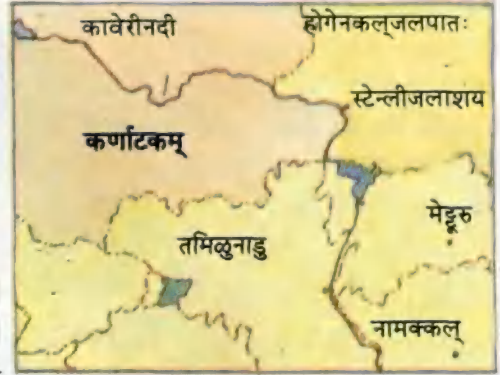 कावेरीनदी
होगेनकल्जलपातः
स्टेन्लीजलाशय
कर्णाटकम्
मेट्टूरु
तमिळुनाडु
नामक्कल्